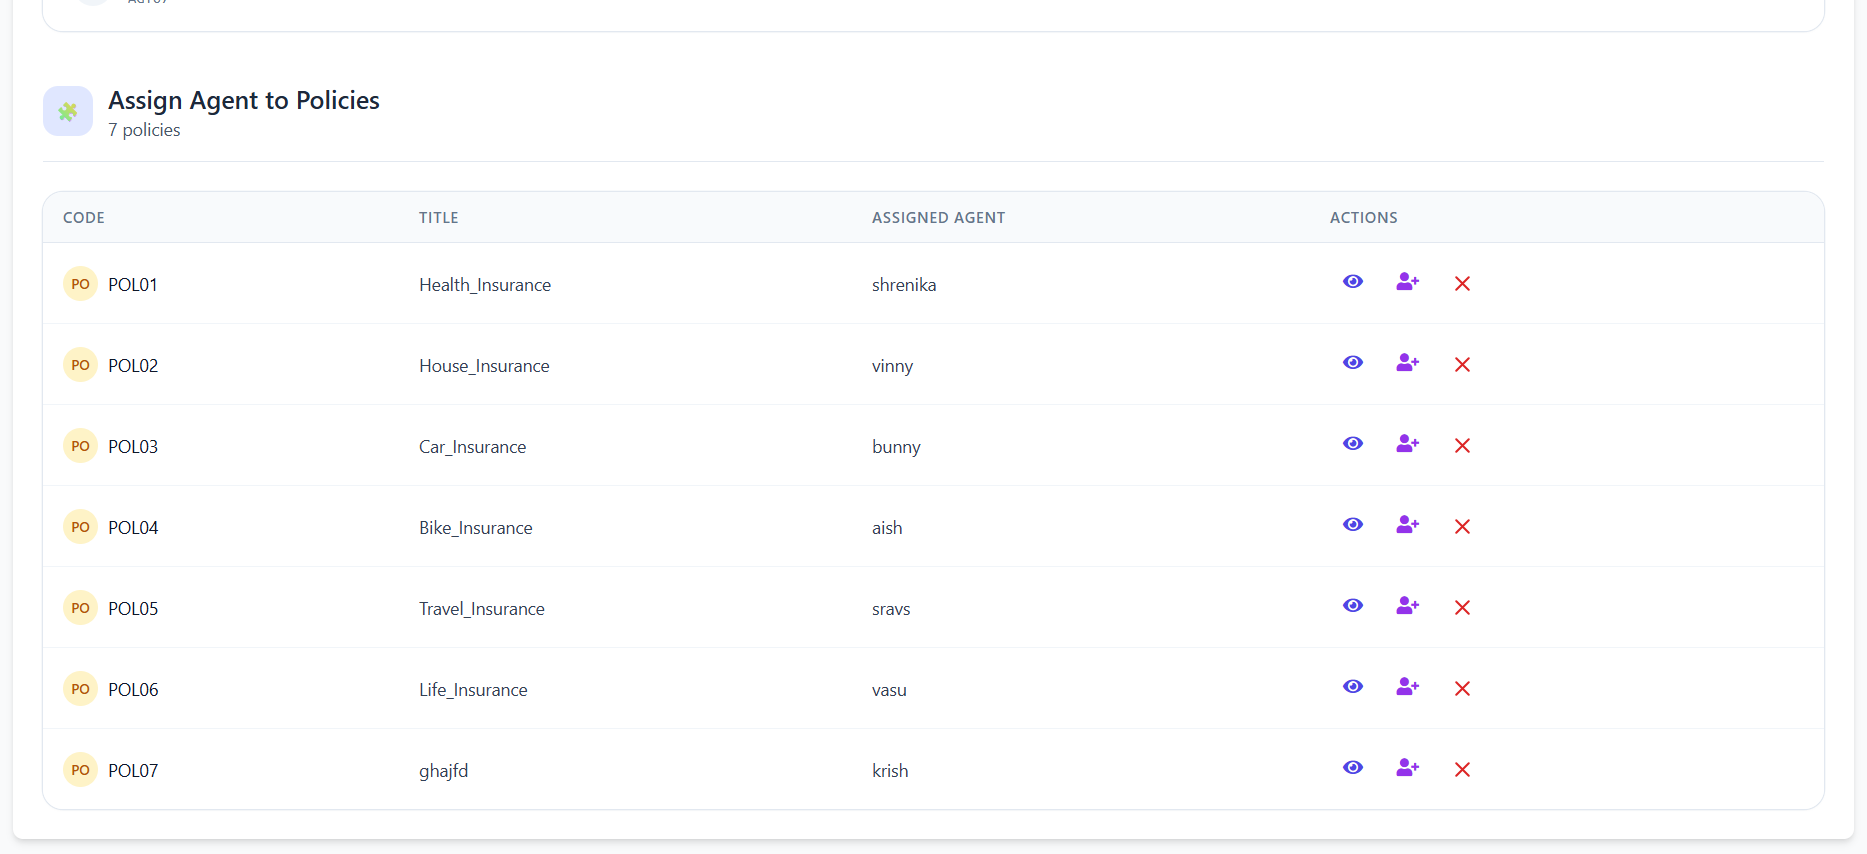 Assign Agent to Policies
7 policies
CODE TITLE ASSIGNED AGENT ACTIONS
PO POL01 Health_Insurance shrenika
PO POL02 House_Insurance vinny
PO POL03 Car_Insurance bunny
PO POL04 Bike_Insurance aish
PO POL05 Travel_Insurance sravs
PO POL06 Life_Insurance vasu
PO POL07 ghajfd krish